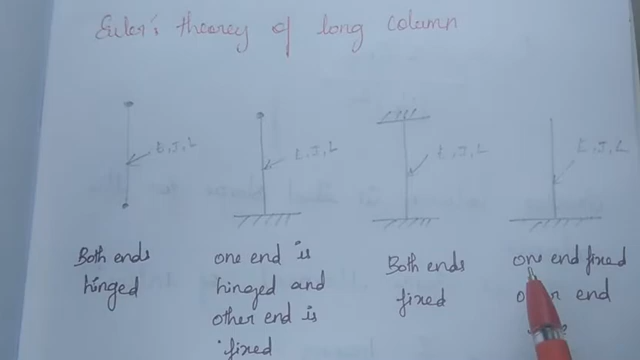 Euler's theorey of long column
E, I, L
E, I, L
E, I, L
E, I, L
Both ends
hinged
one end is
hinged and
other end is
fixed
Both ends
fixed
one end fixed
other end